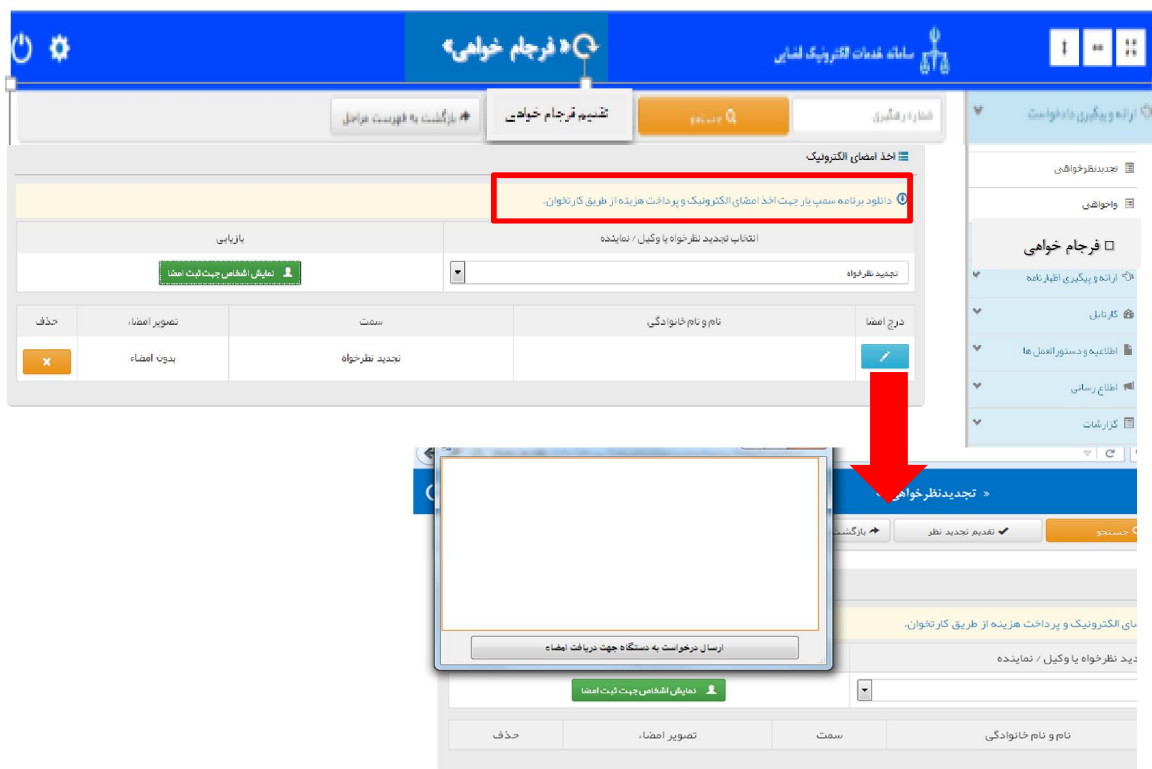 «فرجام خواهی»
سامانه خدمات الکترونیک قضایی
ارائه و پیگیری دادخواست
شماره رهگیری
جستجو
تقدیم فرجام خواهی
بازگشت به فهرست مراحل
تجدیدنظرخواهی
واخواهی
فرجام خواهی
ارائه و پیگیری اظهارنامه
کارتابل
اطلاعیه و دستورالعمل ها
اطلاع رسانی
گزارشات
اخذ امضای الکترونیک
دانلود برنامه سمپ یار جهت اخذ امضای الکترونیک و پرداخت هزینه از طریق کارتخوان.
انتخاب تجدید نظر خواه یا وکیل / نماینده
بازیابی
تجدید نظرخواه
نمایش اشخاص جهت ثبت امضا
درج امضا
نام و نام خانوادگی
سمت
تصویر امضاء
حذف
تجدید نظرخواه
بدون امضاء
« تجدیدنظرخواهی
جستجو
تقدیم تجدید نظر
بازگشت
ای الکترونیک و پرداخت هزینه از طریق کارتخوان.
ارسال درخواست به دستگاه جهت دریافت امضاء
دید نظرخواه یا وکیل / نماینده
نمایش اشخاص جهت ثبت امضا
نام و نام خانوادگی
سمت
تصویر امضاء
حذف